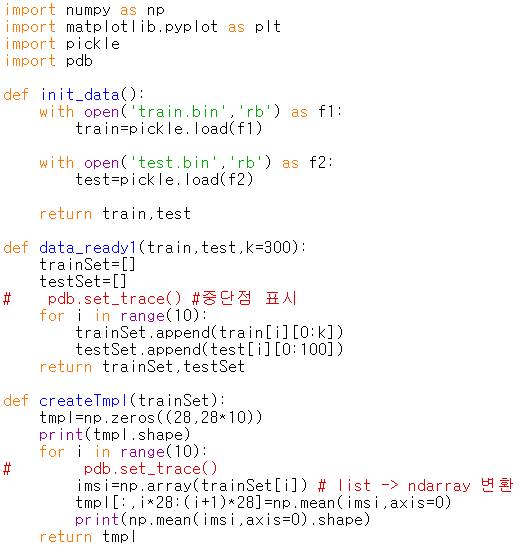 import numpy as np
import matplotlib.pyplot as plt
import pickle
import pdb

def init_data():
    with open('train.bin','rb') as f1:
        train=pickle.load(f1)

    with open('test.bin','rb') as f2:
        test=pickle.load(f2)

    return train,test

def data_ready1(train,test,k=300):
    trainSet=[]
    testSet=[]
#    pdb.set_trace() #중단점 표시
    for i in range(10):
        trainSet.append(train[i][0:k])
        testSet.append(test[i][0:100])
    return trainSet,testSet

def createTmpl(trainSet):
    tmpl=np.zeros((28,28*10))
    print(tmpl.shape)
    for i in range(10):
#        pdb.set_trace()
        imsi=np.array(trainSet[i]) # list -> ndarray 변환
        tmpl[:,i*28:(i+1)*28]=np.mean(imsi,axis=0)
        print(np.mean(imsi,axis=0).shape)
    return tmpl